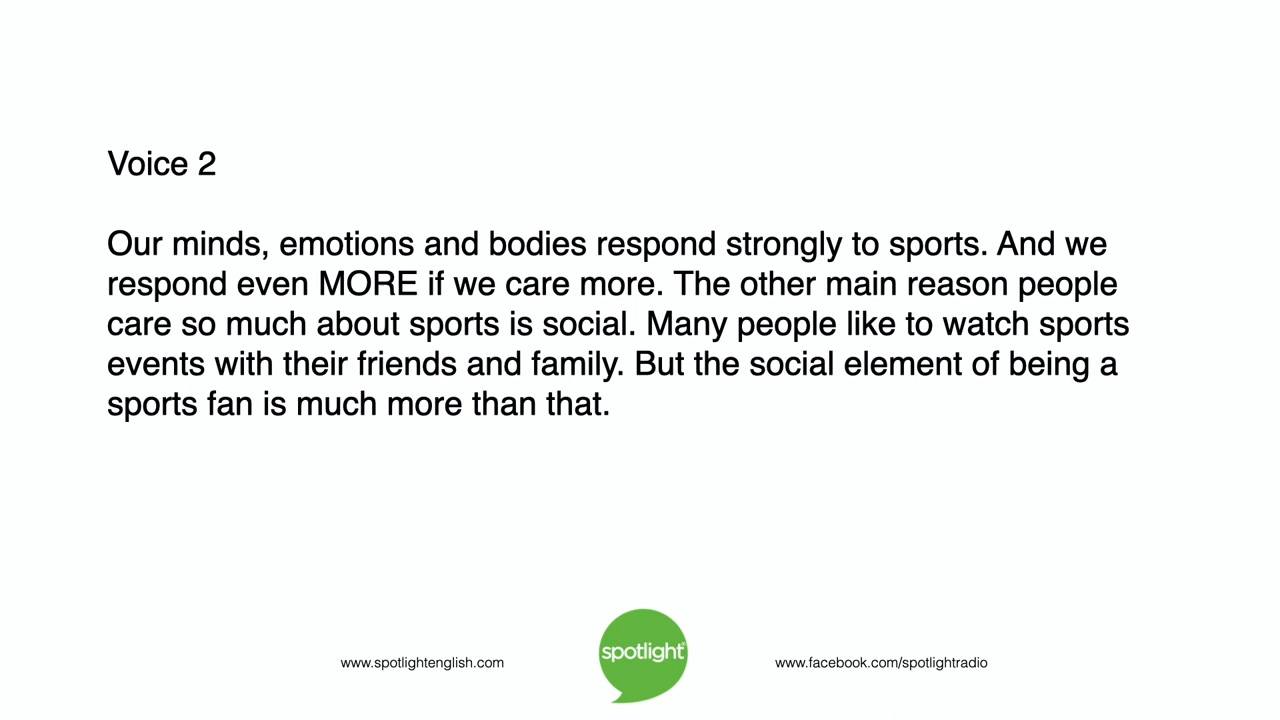 Voice 2
Our minds, emotions and bodies respond strongly to sports. And we
respond even MORE if we care more. The other main reason people
care so much about sports is social. Many people like to watch sports
events with their friends and family. But the social element of being a
sports fan is much more than that.
www.spotlightenglish.com
spotlight®
www.facebook.com/spotlightradio